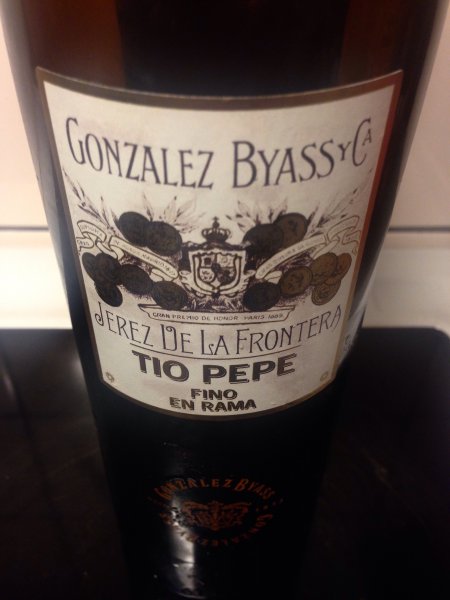 GONZALEZ BYASS Y CA
GRAN PREMIO DE HONOR - PARIS 1889
JEREZ DE LA FRONTERA
TIO PEPE
FINO
EN RAMA
GONZALEZ BYASS